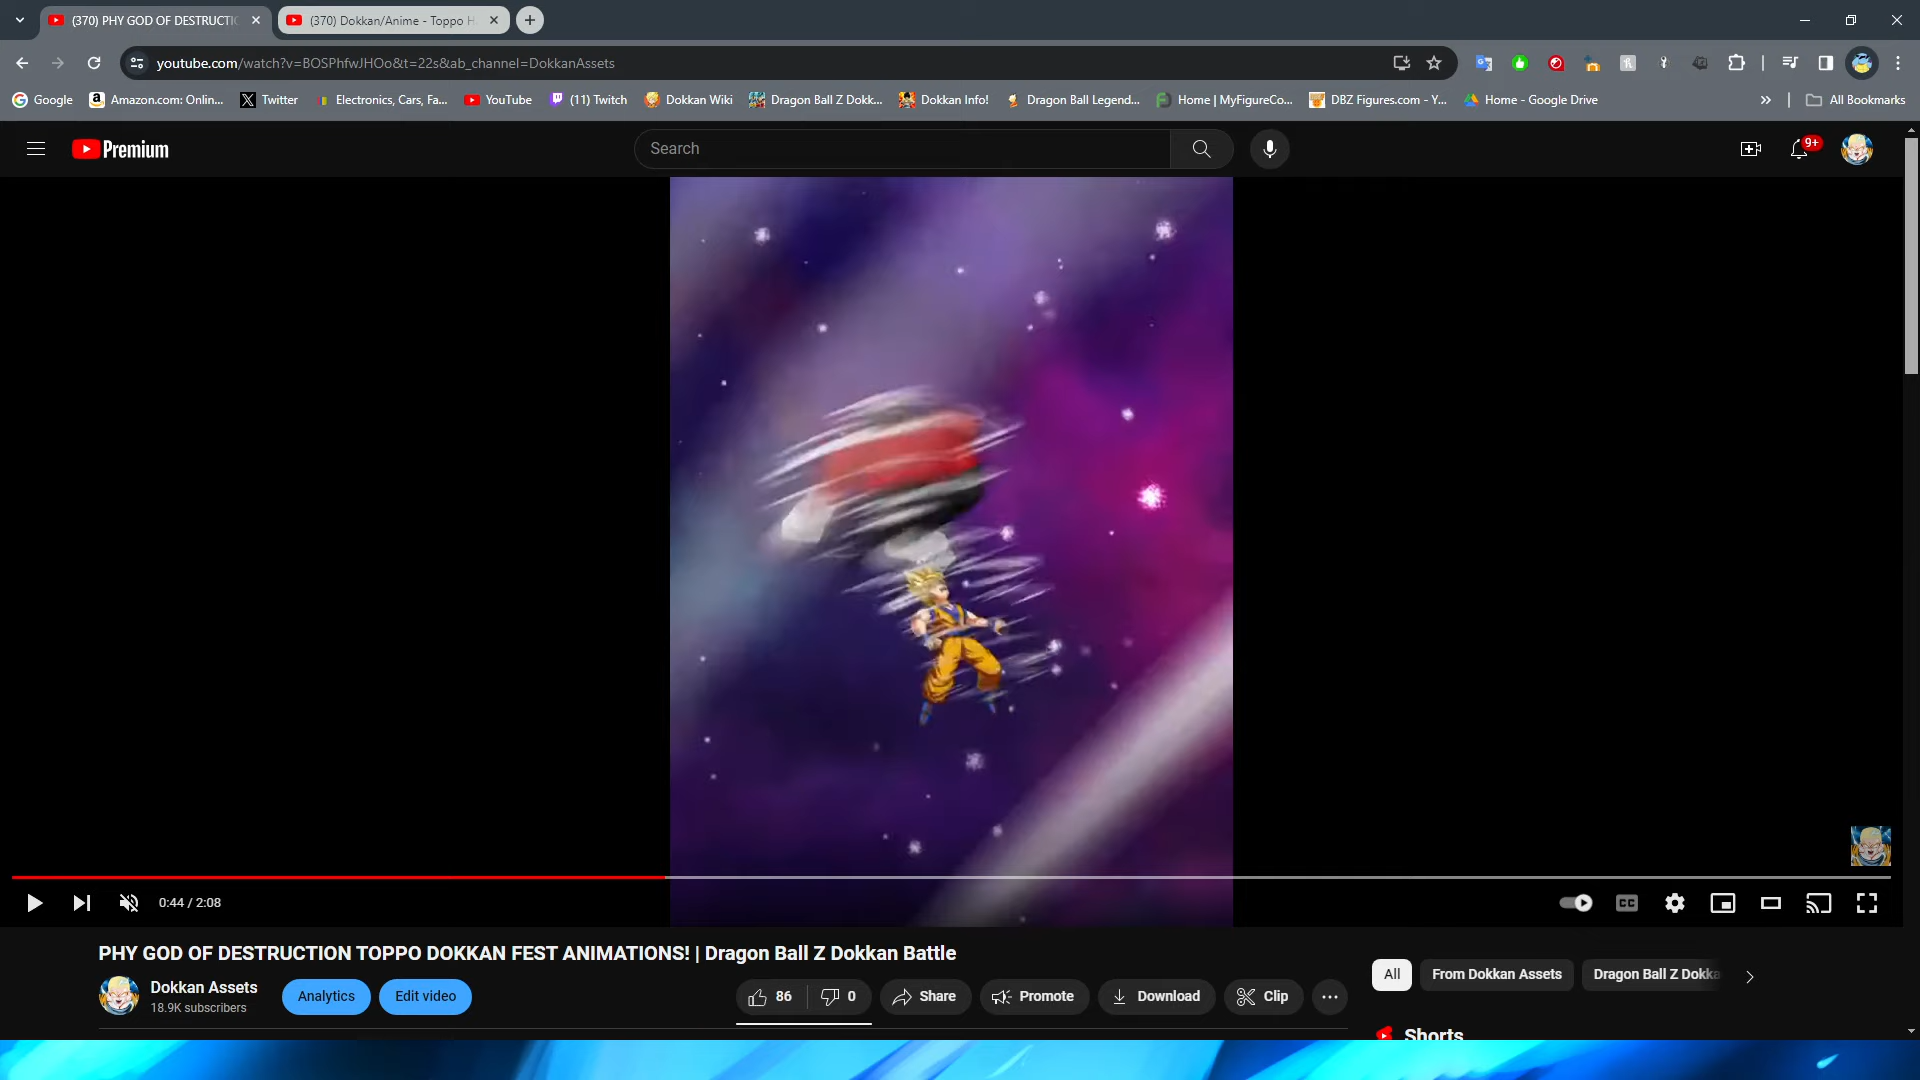 (370) PHY GOD OF DESTRUCTI
(370) Dokkan/Anime - Toppo H
youtube.com/watch?v=BOSPhfwJHOo&t=22s&ab_channel=DokkanAssets
Google
Amazon.com: Onlin...
Twitter
Electronics, Cars, Fa...
YouTube
(11) Twitch
Dokkan Wiki
Dragon Ball Z Dokk...
Dokkan Info!
Dragon Ball Legend...
Home | MyFigureCo...
DBZ Figures.com - Y...
Home - Google Drive
All Bookmarks
Premium
Search
9+
0:44 / 2:08
CC
PHY GOD OF DESTRUCTION TOPPO DOKKAN FEST ANIMATIONS! | Dragon Ball Z Dokkan Battle
Dokkan Assets
18.9K subscribers
Analytics
Edit video
86
0
Share
Promote
Download
Clip
All
From Dokkan Assets
Dragon Ball Z Dokka
Shorts